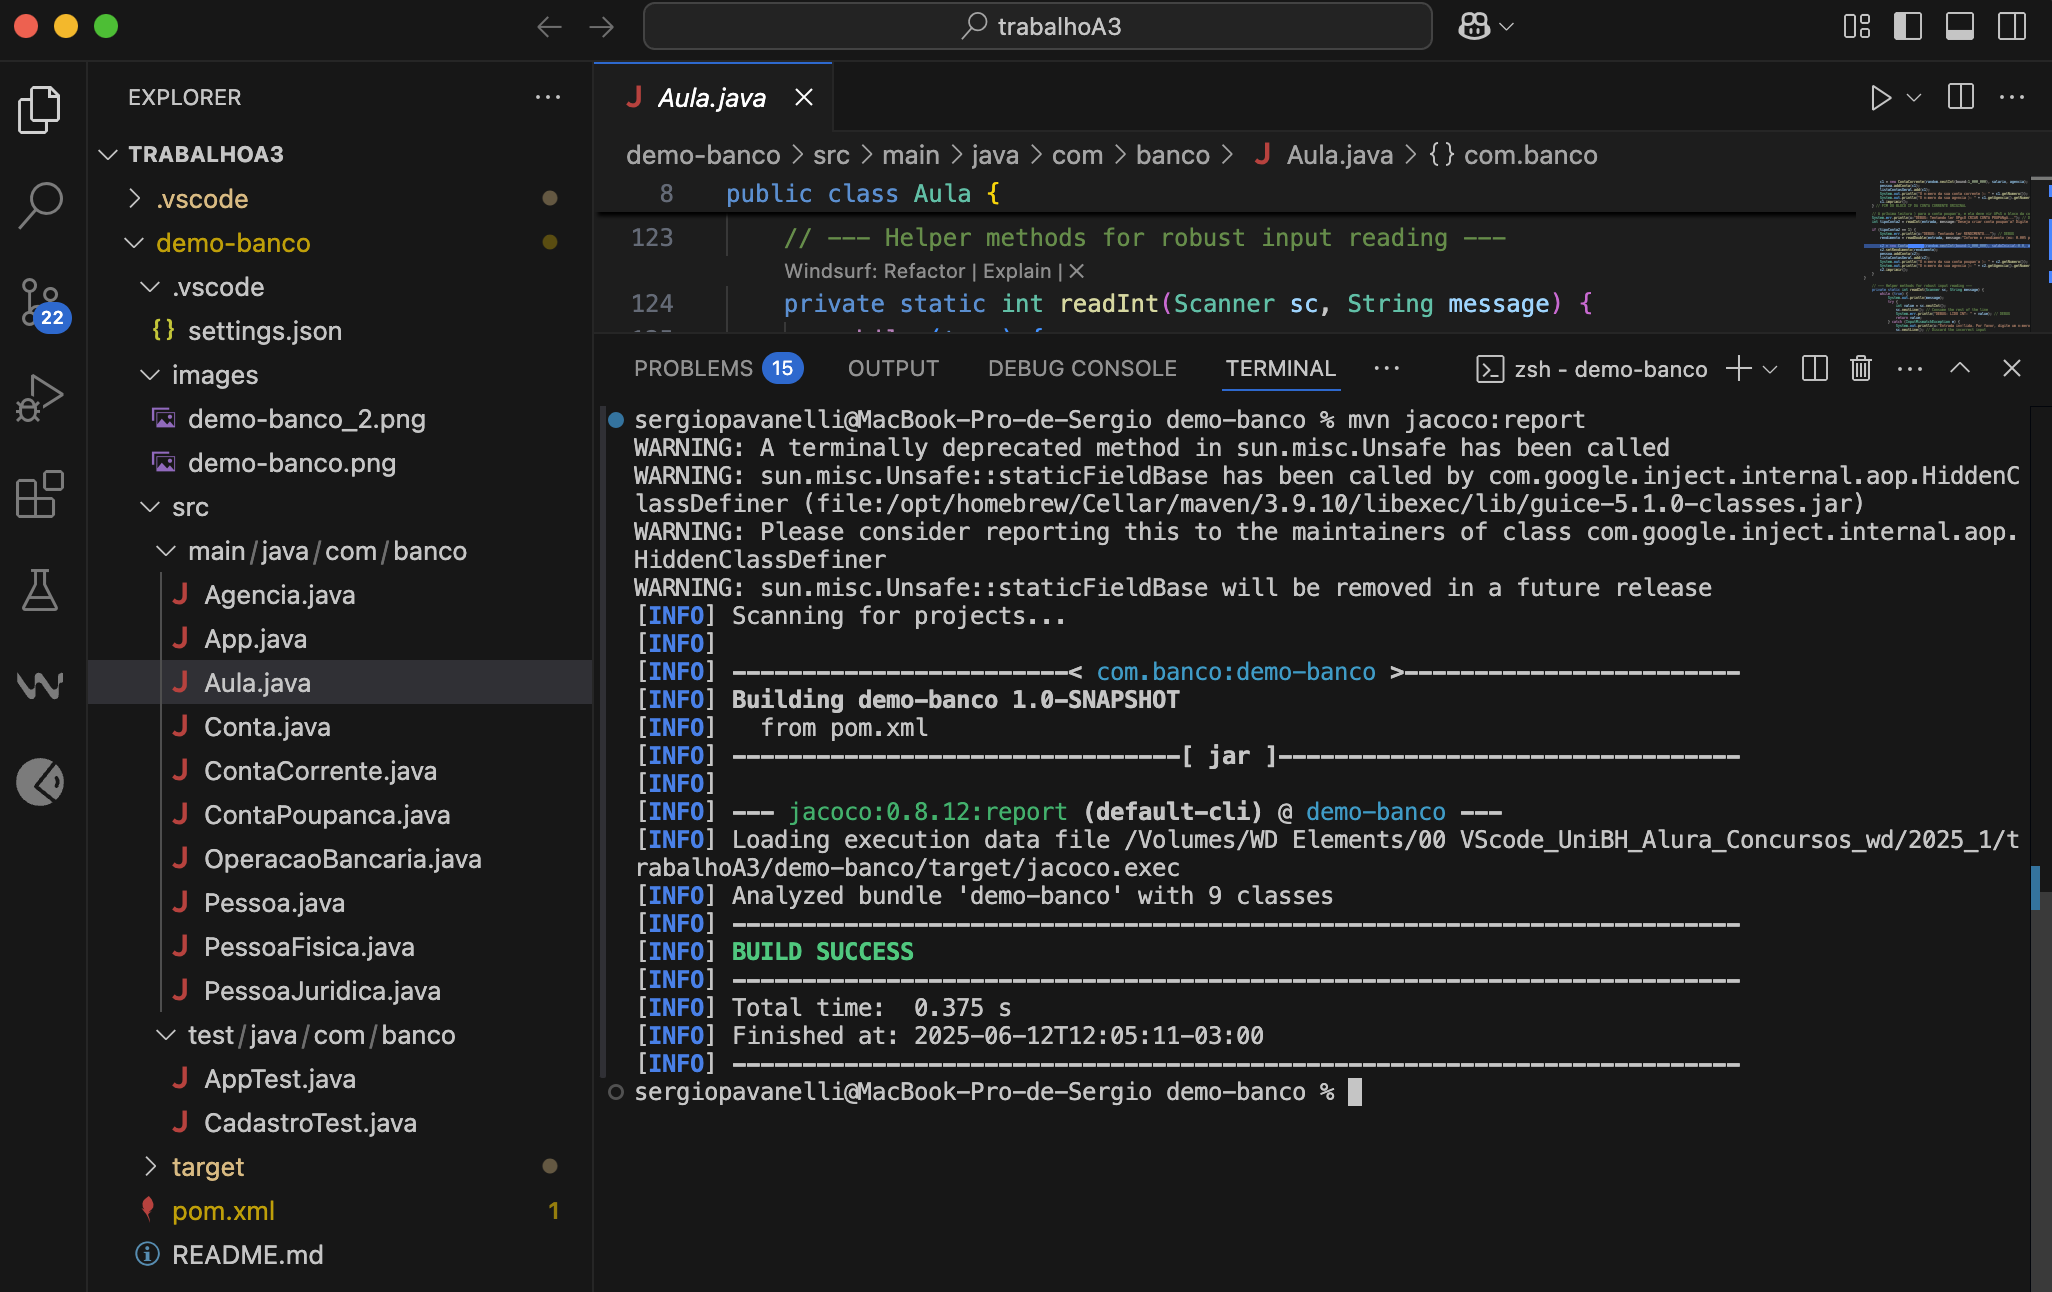 trabalhoA3
EXPLORER
TRABALHOA3
.vscode
demo-banco
.vscode
{} settings.json
images
demo-banco_2.png
demo-banco.png
src
main/java/com/banco
J Agencia.java
J App.java
J Aula.java
J Conta.java
J ContaCorrente.java
J ContaPoupanca.java
J OperacaoBancaria.java
J Pessoa.java
J PessoaFisica.java
J PessoaJuridica.java
test/java/com/banco
J AppTest.java
J CadastroTest.java
target
pom.xml 1
README.md
22
J Aula.java
demo-banco > src > main > java > com > banco > J Aula.java > {} com.banco
8 public class Aula {
123 // --- Helper methods for robust input reading ---
Windsurf: Refactor | Explain | X
124 private static int readInt(Scanner sc, String message) {
PROBLEMS 15 OUTPUT DEBUG CONSOLE TERMINAL ... zsh - demo-banco
sergiopavanelli@MacBook-Pro-de-Sergio demo-banco % mvn jacoco:report
WARNING: A terminally deprecated method in sun.misc.Unsafe has been called
WARNING: sun.misc.Unsafe::staticFieldBase has been called by com.google.inject.internal.aop.HiddenC
lassDefiner (file:/opt/homebrew/Cellar/maven/3.9.10/libexec/lib/guice-5.1.0-classes.jar)
WARNING: Please consider reporting this to the maintainers of class com.google.inject.internal.aop.
HiddenClassDefiner
WARNING: sun.misc.Unsafe::staticFieldBase will be removed in a future release
[INFO] Scanning for projects...
[INFO]
[INFO] ------------------------< com.banco:demo-banco >------------------------
[INFO] Building demo-banco 1.0-SNAPSHOT
[INFO]   from pom.xml
[INFO] --------------------------------[ jar ]---------------------------------
[INFO]
[INFO] --- jacoco:0.8.12:report (default-cli) @ demo-banco ---
[INFO] Loading execution data file /Volumes/WD Elements/00 VScode_UniBH_Alura_Concursos_wd/2025_1/t
rabalhoA3/demo-banco/target/jacoco.exec
[INFO] Analyzed bundle 'demo-banco' with 9 classes
[INFO] ------------------------------------------------------------------------
[INFO] BUILD SUCCESS
[INFO] ------------------------------------------------------------------------
[INFO] Total time:  0.375 s
[INFO] Finished at: 2025-06-12T12:05:11-03:00
[INFO] ------------------------------------------------------------------------
sergiopavanelli@MacBook-Pro-de-Sergio demo-banco %